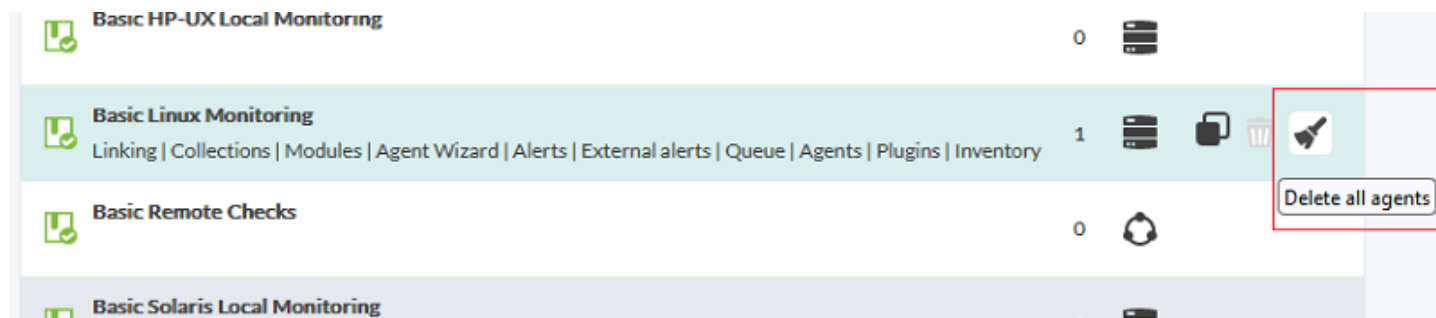 Basic HP-UX Local Monitoring
0
Basic Linux Monitoring
Linking | Collections | Modules | Agent Wizard | Alerts | External alerts | Queue | Agents | Plugins | Inventory
1
Delete all agents
Basic Remote Checks
0
Basic Solaris Local Monitoring